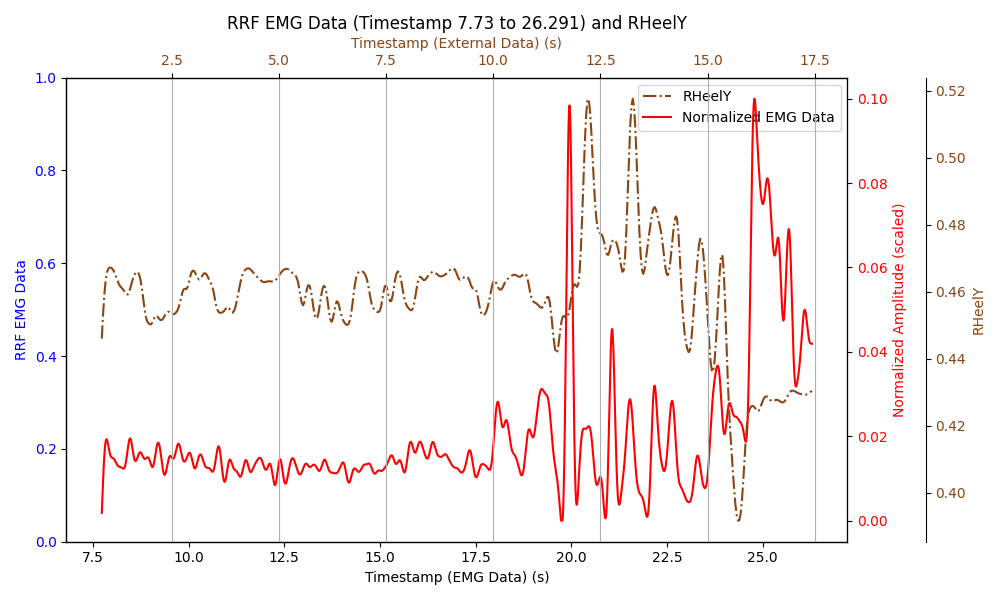 RRF EMG Data (Timestamp 7.73 to 26.291) and RHeelY
Timestamp (External Data) (s)
2.5 5.0 7.5 10.0 12.5 15.0 17.5
RHeelY
Normalized EMG Data
1.0
0.8
0.6
0.4
0.2
0.0
RRF EMG Data
0.10
0.08
0.06
0.04
0.02
0.00
Normalized Amplitude (scaled)
0.52
0.50
0.48
0.46
0.44
0.42
0.40
RHeelY
7.5 10.0 12.5 15.0 17.5 20.0 22.5 25.0
Timestamp (EMG Data) (s)